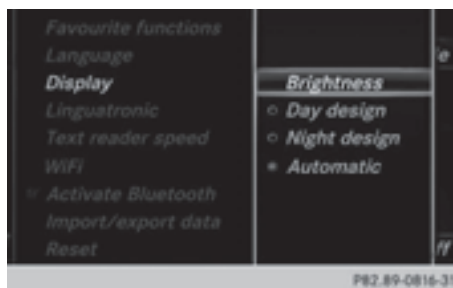 Favourite functions
Language
Display
Linguatronic
Text reader speed
WiFi
Activate Bluetooth
Import/export data
Reset
Brightness
Day design
Night design
Automatic
e
ff
P82.89-0816-31